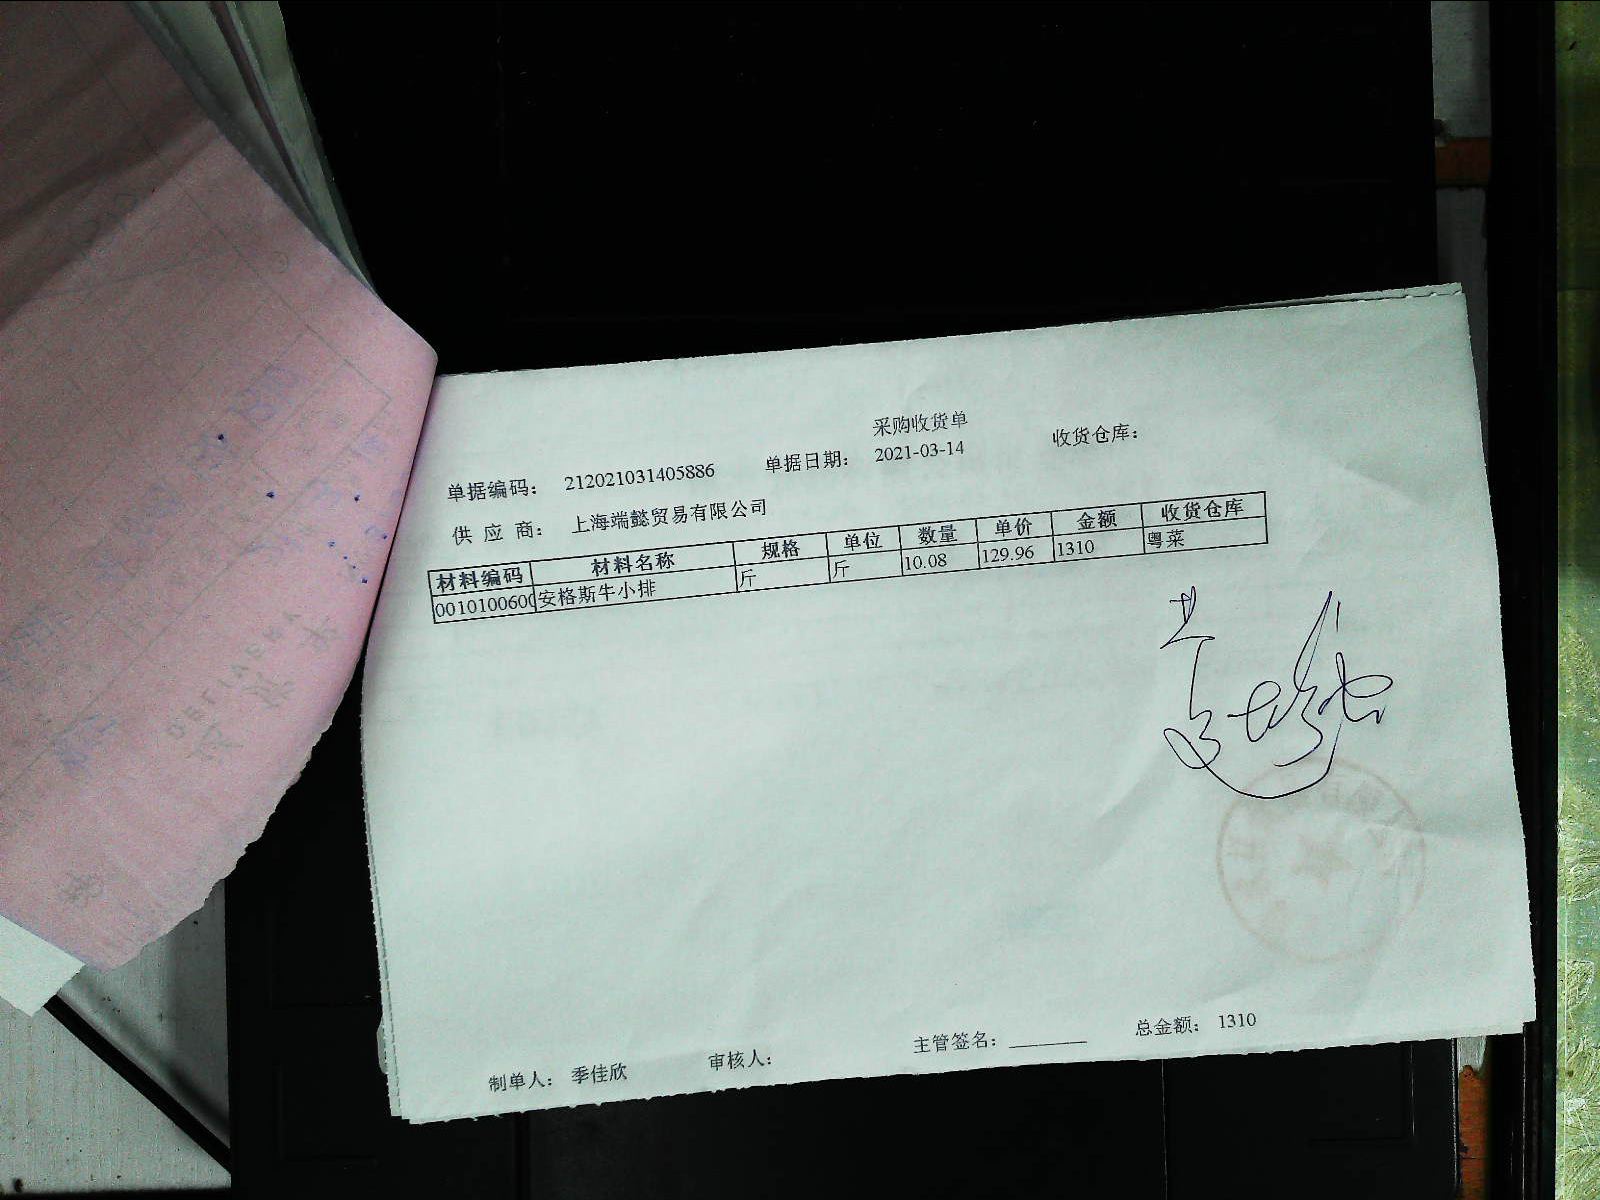 采购收货单
单据编码： 212021031405886 单据日期： 2021-03-14 收货仓库：
供 应 商： 上海端懿贸易有限公司
材料编码 材料名称 规格 单位 数量 单价 金额 收货仓库
0010100600 安格斯牛小排 斤 斤 10.08 129.96 1310 粤菜
制单人： 季佳欣 审核人： 主管签名： 总金额： 1310
DELIVERY